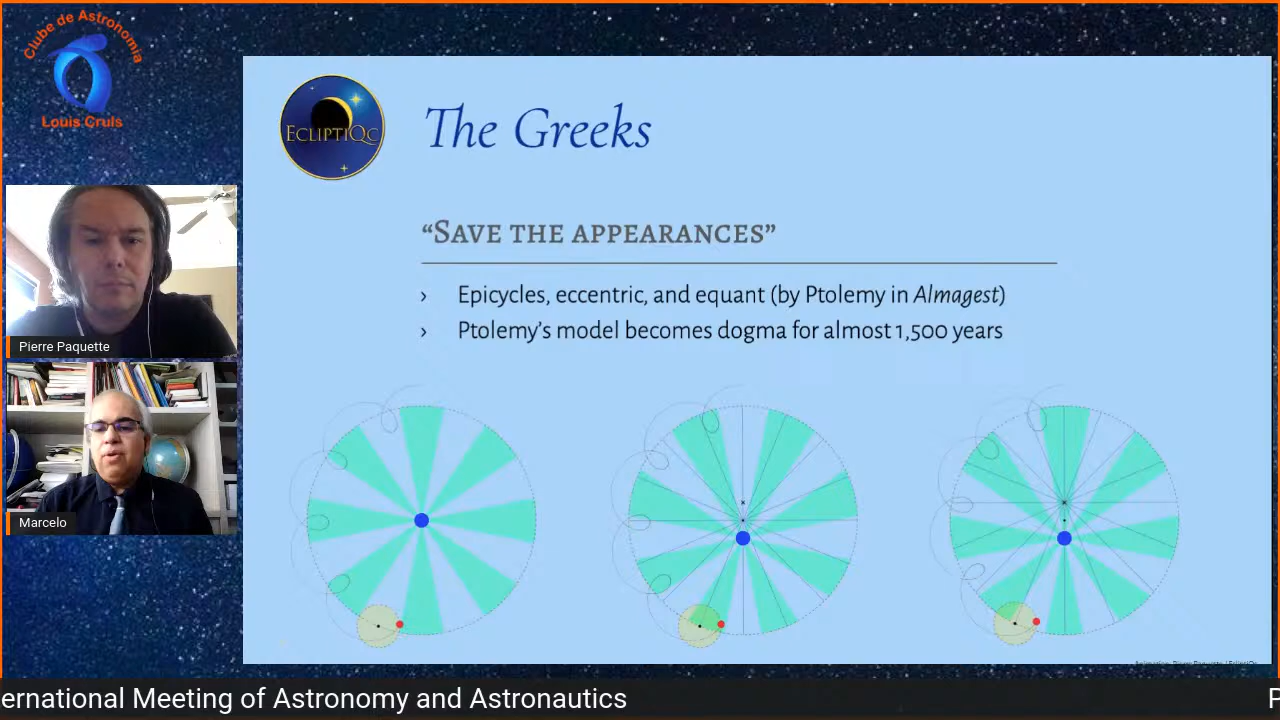 Clube de Astronomia
Louis Cruls
ECLIPTIQC
The Greeks
“SAVE THE APPEARANCES”
› Epicycles, eccentric, and equant (by Ptolemy in Almagest)
› Ptolemy’s model becomes dogma for almost 1,500 years
Pierre Paquette
Marcelo
ernational Meeting of Astronomy and Astronautics
P